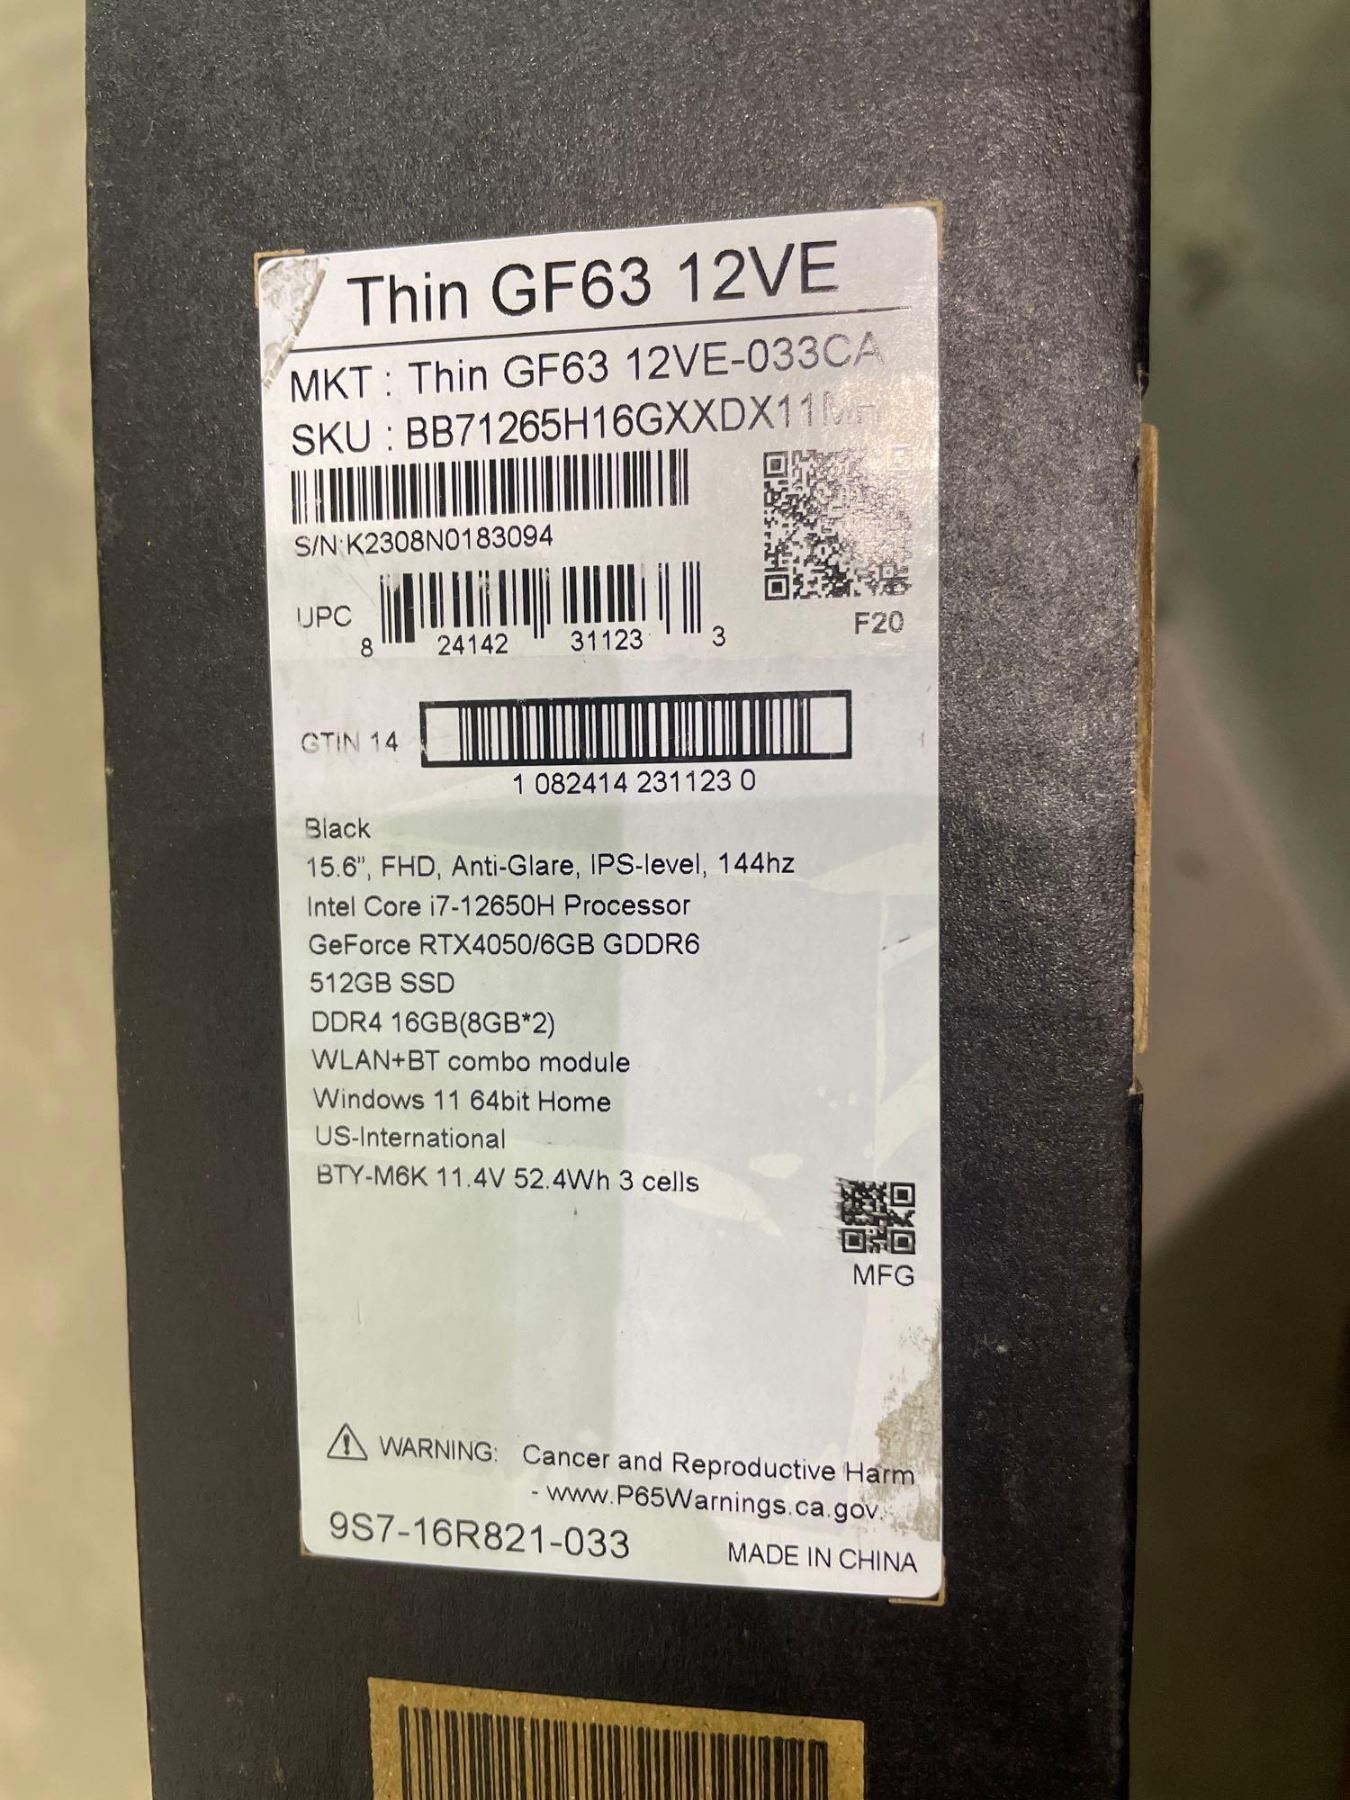 Thin GF63 12VE
MKT : Thin GF63 12VE-033CA
SKU : BB71265H16GXXDX11MH
S/N:K2308N0183094
UPC
8 24142 31123 3
F20
GTIN 14
1 082414 231123 0
Black
15.6", FHD, Anti-Glare, IPS-level, 144hz
Intel Core i7-12650H Processor
GeForce RTX4050/6GB GDDR6
512GB SSD
DDR4 16GB(8GB*2)
WLAN+BT combo module
Windows 11 64bit Home
US-International
BTY-M6K 11.4V 52.4Wh 3 cells
MFG
WARNING: Cancer and Reproductive Harm
- www.P65Warnings.ca.gov.
9S7-16R821-033
MADE IN CHINA